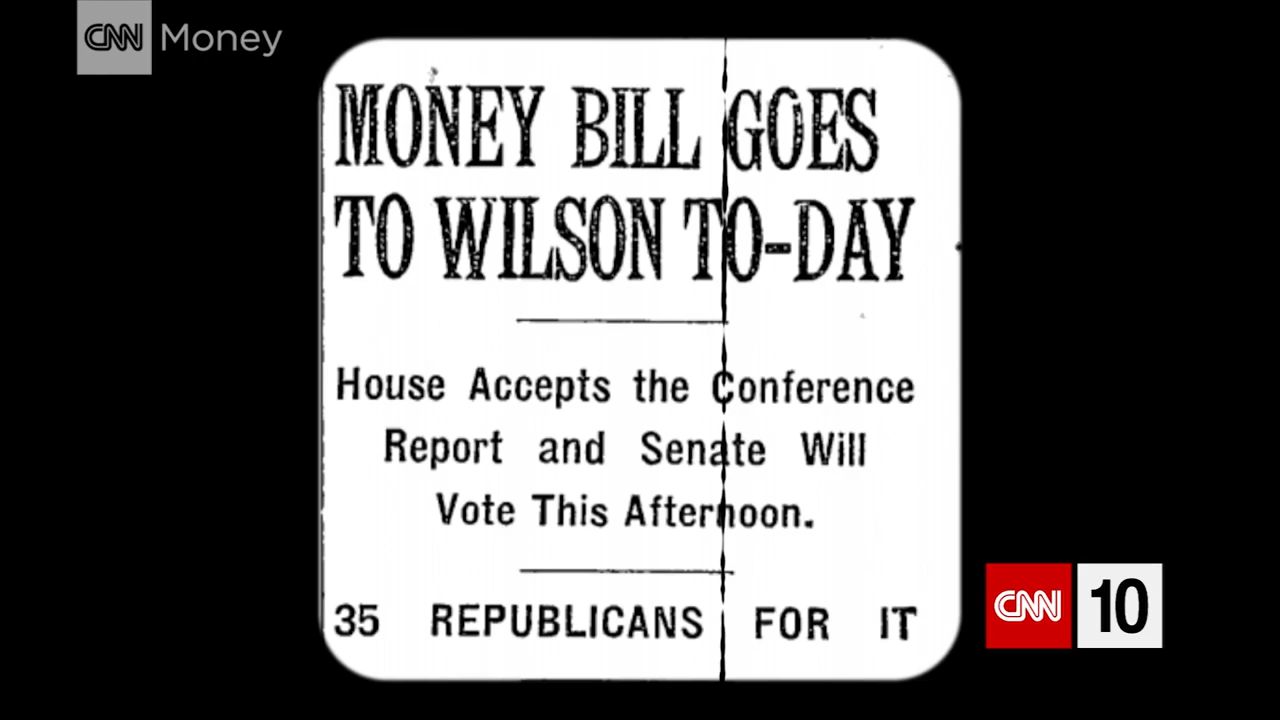 CNN Money
MONEY BILL GOES
TO WILSON TO-DAY
House Accepts the Conference
Report and Senate Will
Vote This Afternoon.
35 REPUBLICANS FOR IT
CNN 10